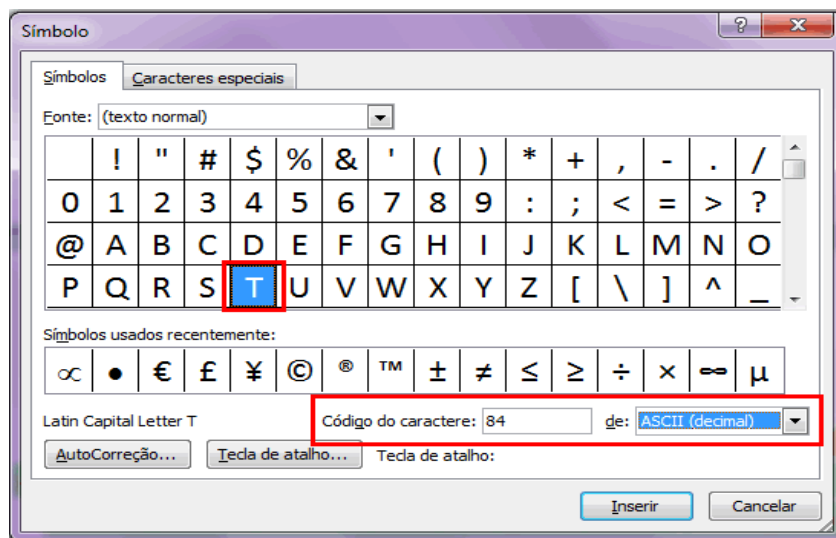 Símbolo
Símbolos Caracteres especiais
Fonte: (texto normal)
! " # $ % & ' ( ) * + , - . /
0 1 2 3 4 5 6 7 8 9 : ; < = > ?
@ A B C D E F G H I J K L M N O
P Q R S T U V W X Y Z [ \ ] ^ _
Símbolos usados recentemente:
∝ ● € £ ¥ © ® ™ ± ≠ ≤ ≥ ÷ × ∞ µ
Latin Capital Letter T Código do caractere: 84 de: ASCII (decimal)
AutoCorreção... Tecla de atalho... Tecla de atalho:
Inserir Cancelar